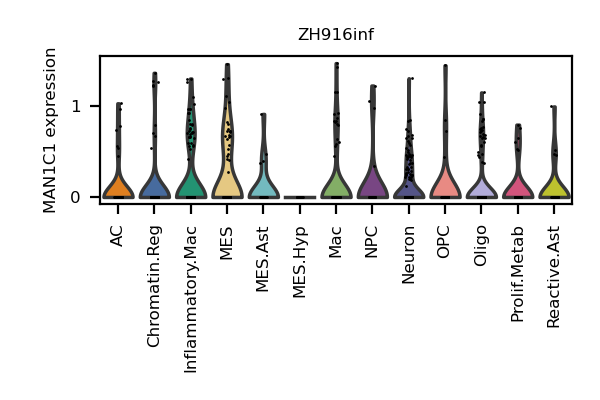 ZH916inf
MAN1C1 expression
1
0
AC
Chromatin.Reg
Inflammatory.Mac
MES
MES.Ast
MES.Hyp
Mac
NPC
Neuron
OPC
Oligo
Prolif.Metab
Reactive.Ast